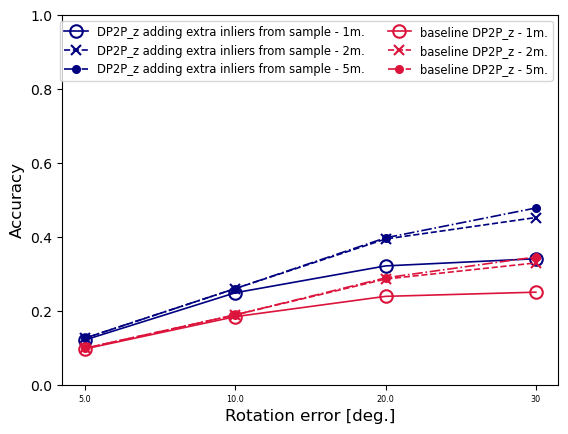 DP2P_z adding extra inliers from sample - 1m.
DP2P_z adding extra inliers from sample - 2m.
DP2P_z adding extra inliers from sample - 5m.
baseline DP2P_z - 1m.
baseline DP2P_z - 2m.
baseline DP2P_z - 5m.
1.0
0.8
0.6
0.4
0.2
0.0
Accuracy
5.0 10.0 20.0 30
Rotation error [deg.]